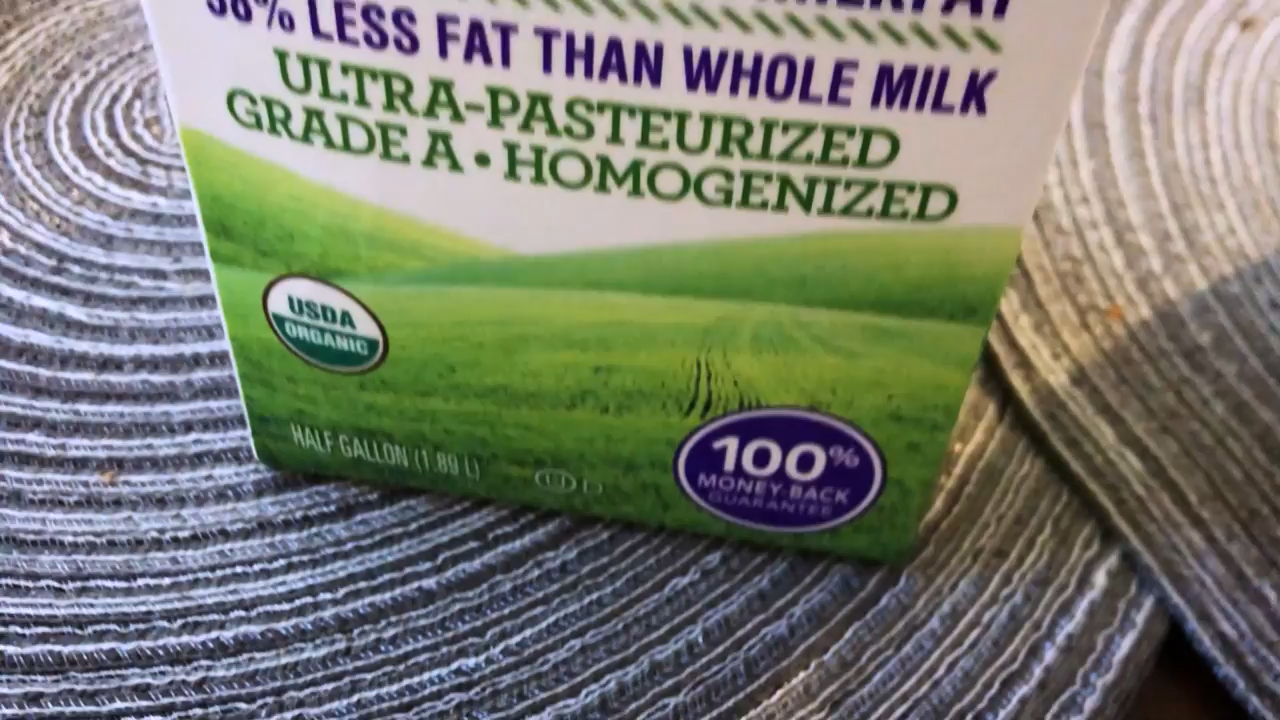 % LESS FAT THAN WHOLE MILK
ULTRA-PASTEURIZED
GRADE A • HOMOGENIZED
USDA
ORGANIC
HALF GALLON (1.89 L)
U D
100%
MONEY-BACK
GUARANTEE